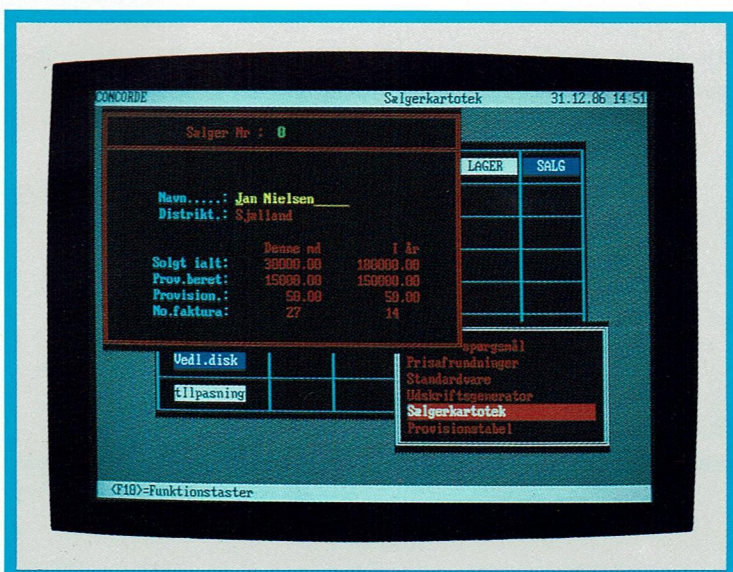 CONCORDE Sælgerkartotek 31.12.86 14:51
Sælger Nr : 0
Navn.....: Jan Nielsen
Distrikt.: Sjælland
Denne md I år
Solgt ialt: 30000.00 180000.00
Prov.beret: 15000.00 150000.00
Provision.: 50.00 50.00
No.faktura: 27 14
LAGER SALG
Vedl.disk
tIlpasning
spørgsmål
Prisafrundninger
Standardvare
Udskriftsgenerator
Sælgerkartotek
Provisionstabel
<F10>=Funktionstaster